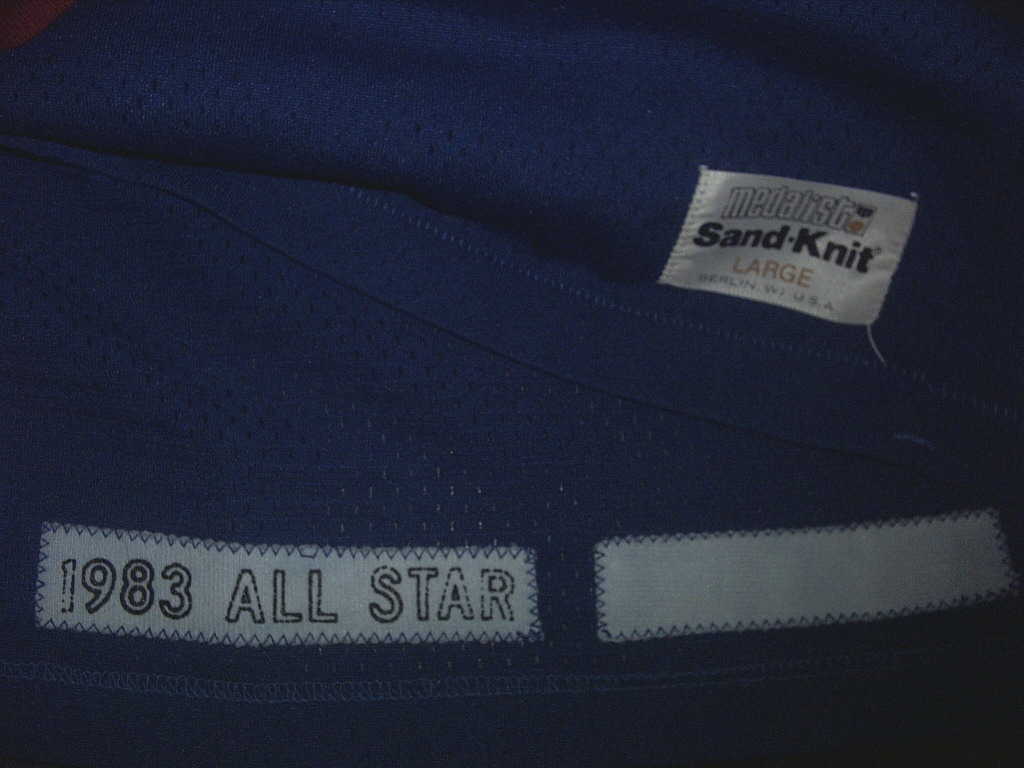 medalist
Sand·Knit®
LARGE
BERLIN, WI U.S.A.
1983 ALL STAR